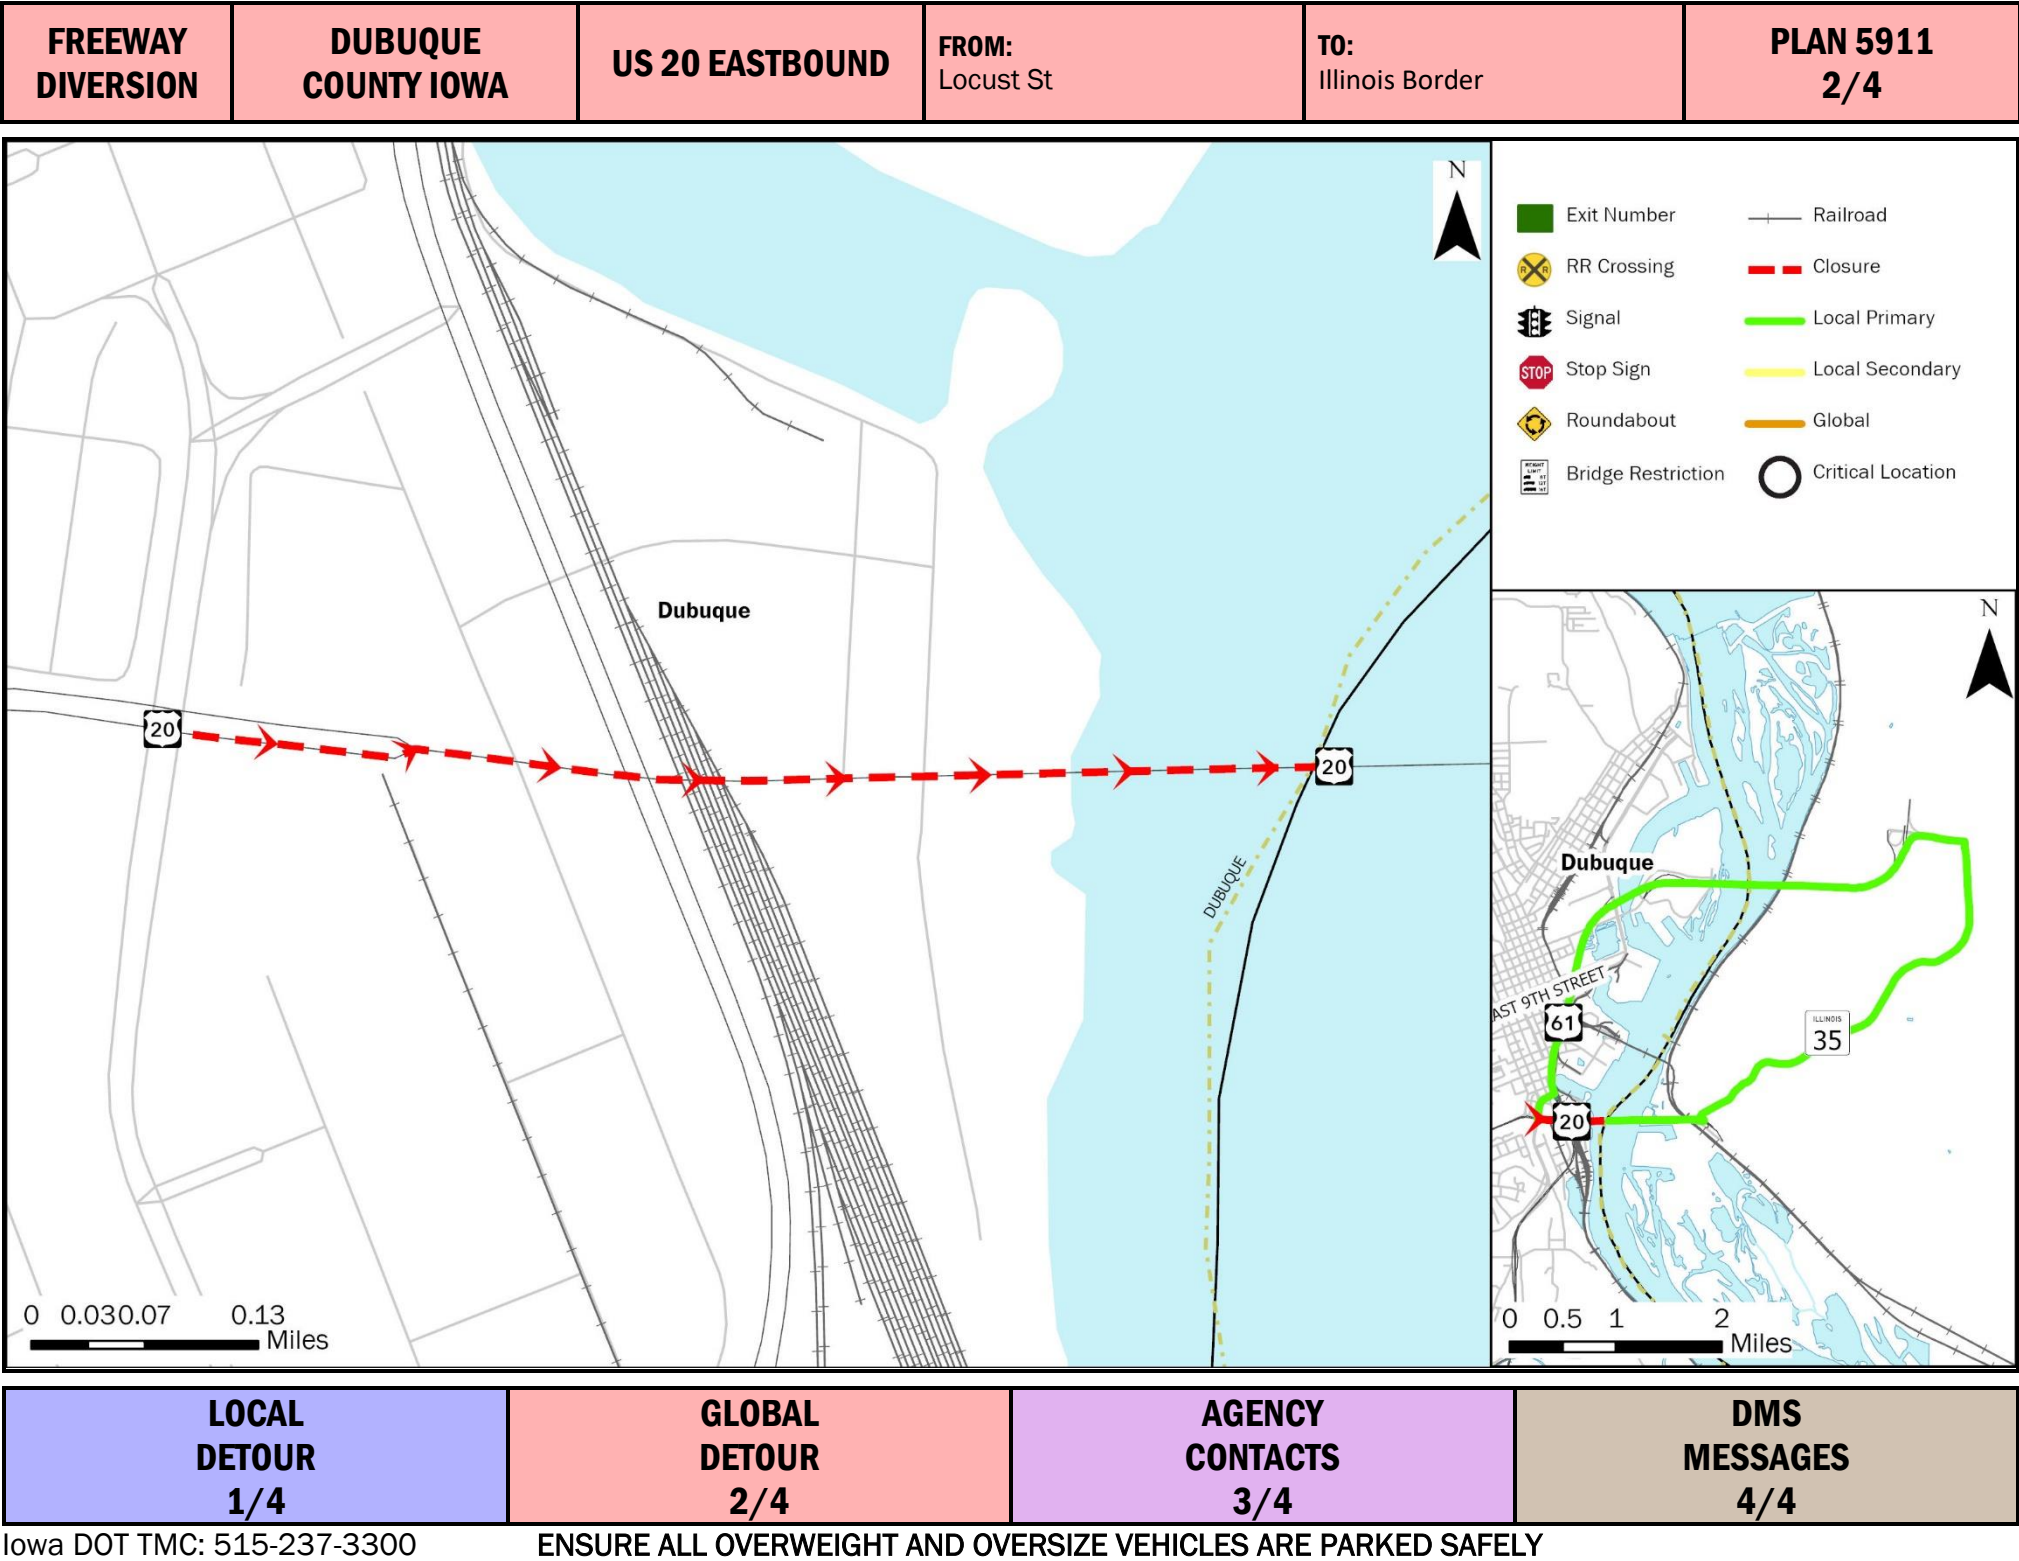 FREEWAY
DIVERSION
DUBUQUE
COUNTY IOWA
US 20 EASTBOUND
FROM:
Locust St
TO:
Illinois Border
PLAN 5911
2/4
N
Dubuque
20
20
DUBUQUE
0 0.03 0.07 0.13
Miles
Exit Number
Railroad
R R
RR Crossing
Closure
Signal
Local Primary
STOP
Stop Sign
Local Secondary
Roundabout
Global
Bridge Restriction
Critical Location
N
Dubuque
AST 9TH STREET
61
ILLINOIS
35
20
0 0.5 1 2
Miles
LOCAL
DETOUR
1/4
GLOBAL
DETOUR
2/4
AGENCY
CONTACTS
3/4
DMS
MESSAGES
4/4
Iowa DOT TMC: 515-237-3300
ENSURE ALL OVERWEIGHT AND OVERSIZE VEHICLES ARE PARKED SAFELY